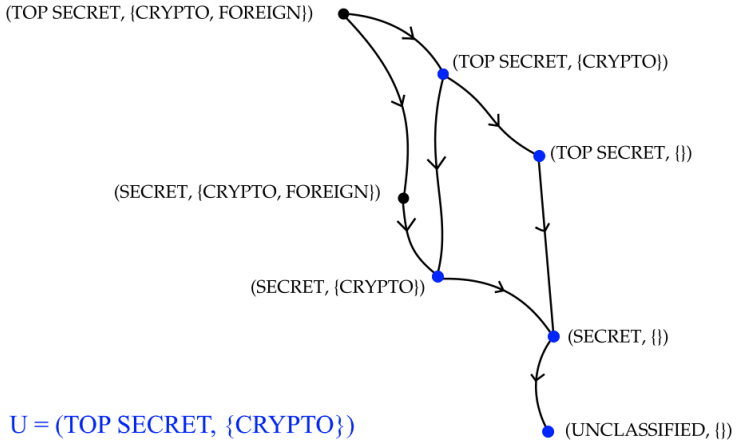 (TOP SECRET, {CRYPTO, FOREIGN})
(TOP SECRET, {CRYPTO})
(TOP SECRET, {})
(SECRET, {CRYPTO, FOREIGN})
(SECRET, {CRYPTO})
(SECRET, {})
U = (TOP SECRET, {CRYPTO})
(UNCLASSIFIED, {})